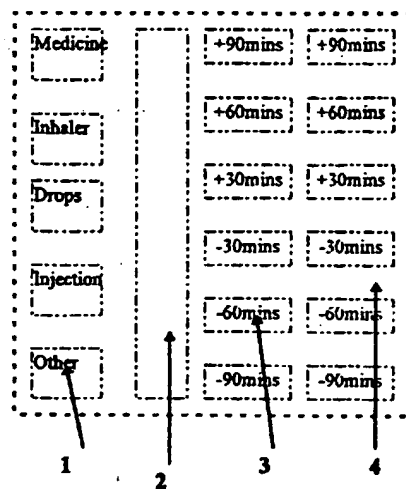 Medicine
+90mins +90mins
Inhaler
+60mins +60mins
Drops
+30mins +30mins
Injection
-30mins -30mins
-60mins -60mins
Other
-90mins -90mins
1 2 3 4